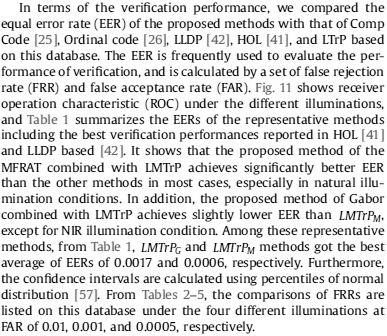 In terms of the verification performance, we compared the
equal error rate (EER) of the proposed methods with that of Comp
Code [25], Ordinal code [26], LLDP [42], HOL [41], and LTrP based
on this database. The EER is frequently used to evaluate the per-
formance of verification, and is calculated by a set of false rejection
rate (FRR) and false acceptance rate (FAR). Fig. 11 shows receiver
operation characteristic (ROC) under the different illuminations,
and Table 1 summarizes the EERs of the representative methods
including the best verification performances reported in HOL [41]
and LLDP based [42]. It shows that the proposed method of the
MFRAT combined with LMTrP achieves significantly better EER
than the other methods in most cases, especially in natural illu-
mination conditions. In addition, the proposed method of Gabor
combined with LMTrP achieves slightly lower EER than LMTrPM,
except for NIR illumination condition. Among these representative
methods, from Table 1, LMTrPG and LMTrPM methods got the best
average of EERs of 0.0017 and 0.0006, respectively. Furthermore,
the confidence intervals are calculated using percentiles of normal
distribution [57]. From Tables 2–5, the comparisons of FRRs are
listed on this database under the four different illuminations at
FAR of 0.01, 0.001, and 0.0005, respectively.